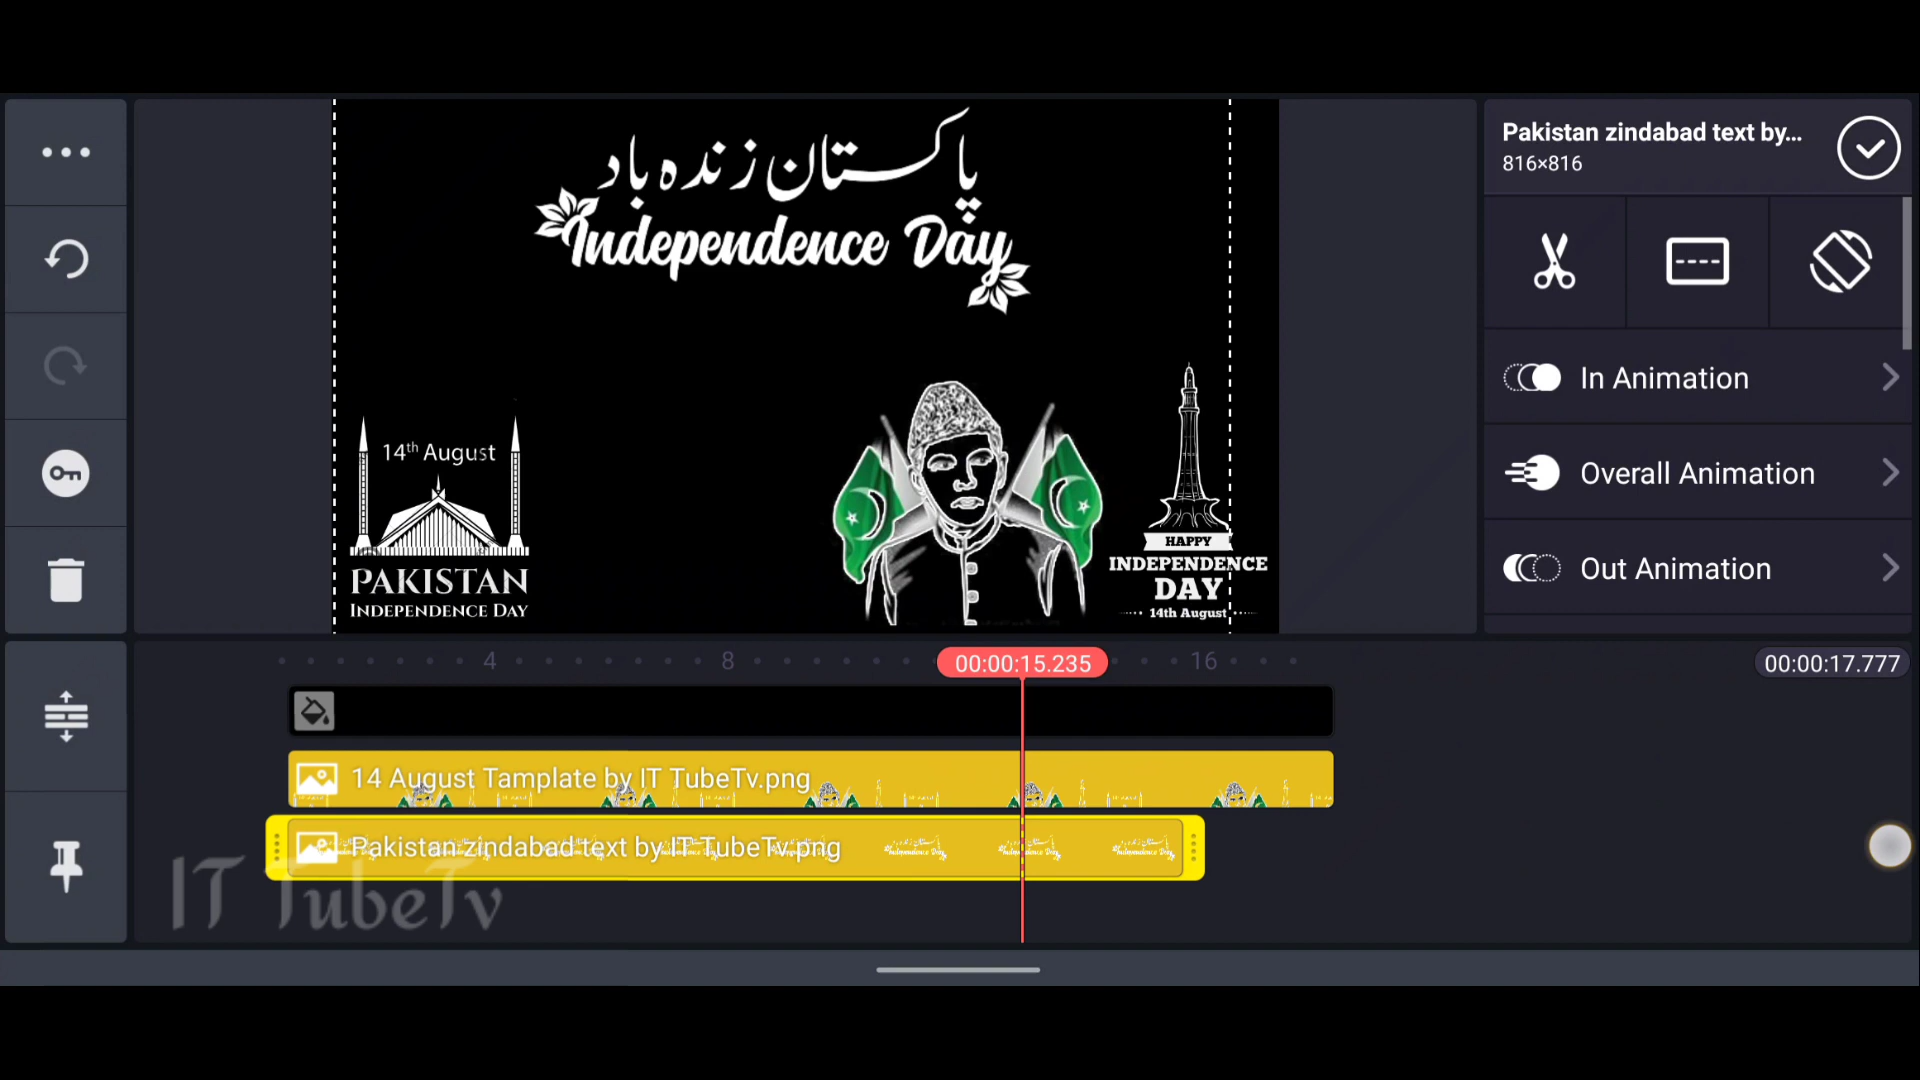 پاکستان زندہ باد
Independence Day
14th August
PAKISTAN
INDEPENDENCE DAY
HAPPY
INDEPENDENCE
DAY
14th August
Pakistan zindabad text by...
816×816
In Animation
Overall Animation
Out Animation
4
8
00:00:15.235
16
00:00:17.777
14 August Tamplate by IT TubeTv.png
Pakistan zindabad text by IT TubeTv.png
IT TubeTv